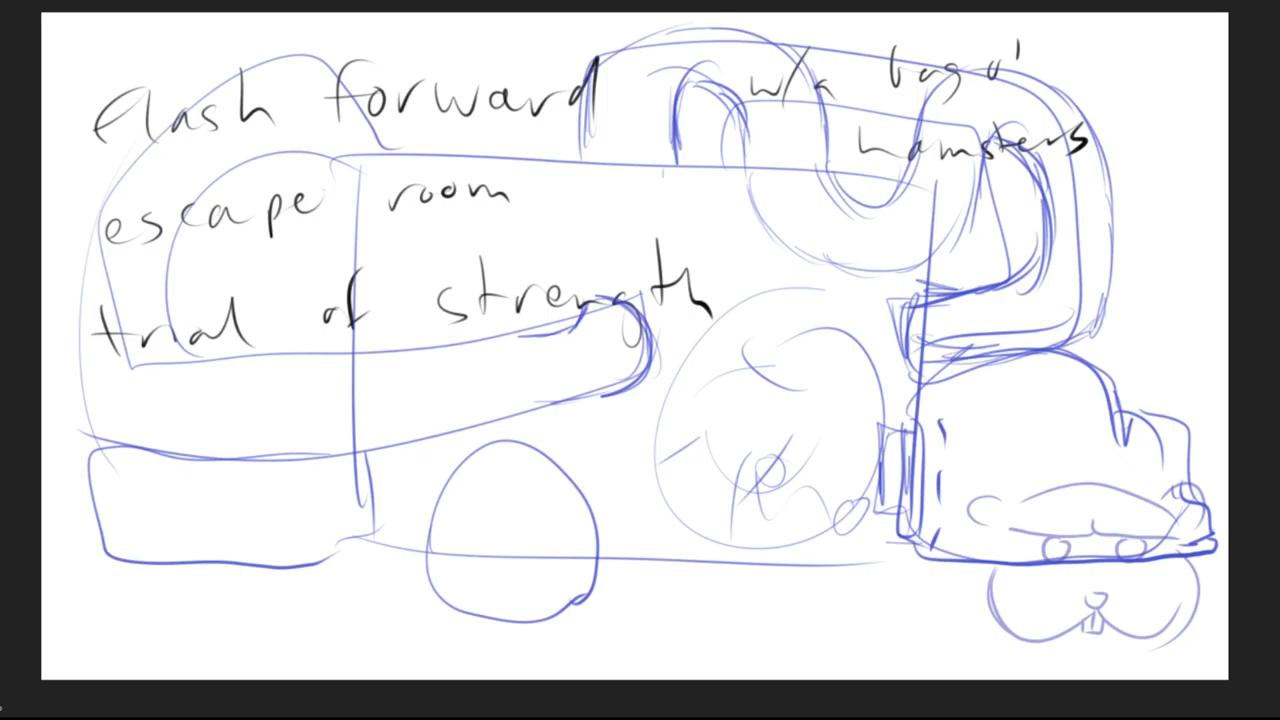 flash forward
w/a bag o'
hamsters
escape room
trial of strength